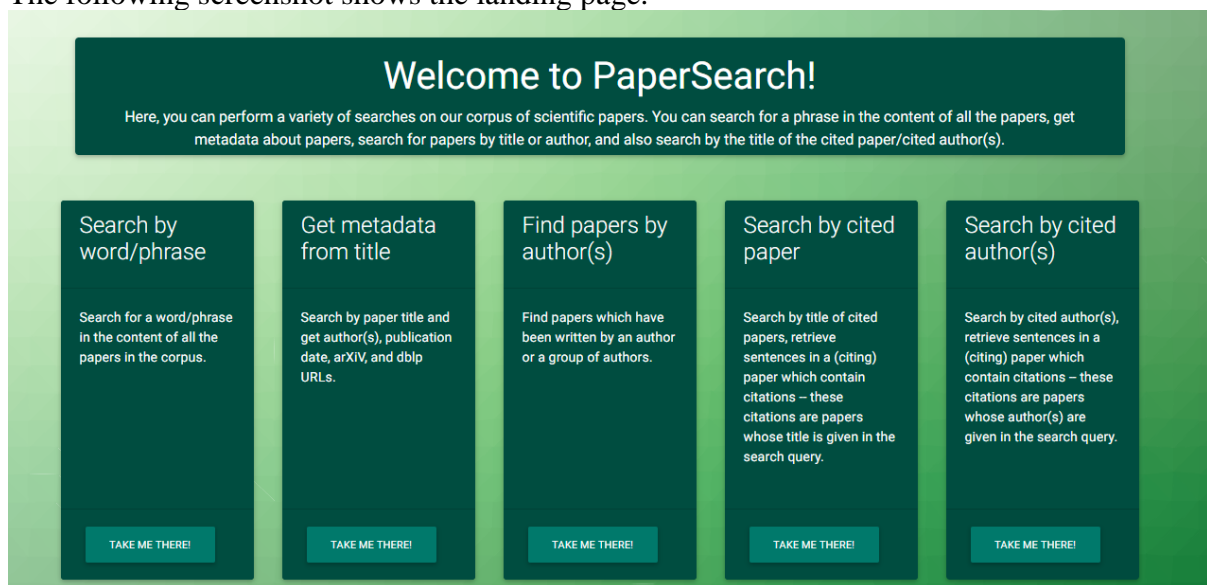 The following screenshot shows the landing page.
Welcome to PaperSearch!
Here, you can perform a variety of searches on our corpus of scientific papers. You can search for a phrase in the content of all the papers, get
metadata about papers, search for papers by title or author, and also search by the title of the cited paper/cited author(s).
Search by
word/phrase
Search for a word/phrase
in the content of all the
papers in the corpus.
TAKE ME THERE!
Get metadata
from title
Search by paper title and
get author(s), publication
date, arXiV, and dblp
URLs.
TAKE ME THERE!
Find papers by
author(s)
Find papers which have
been written by an author
or a group of authors.
TAKE ME THERE!
Search by cited
paper
Search by title of cited
papers, retrieve
sentences in a (citing)
paper which contain
citations – these
citations are papers
whose title is given in the
search query.
TAKE ME THERE!
Search by cited
author(s)
Search by cited author(s),
retrieve sentences in a
(citing) paper which
contain citations – these
citations are papers
whose author(s) are
given in the search query.
TAKE ME THERE!